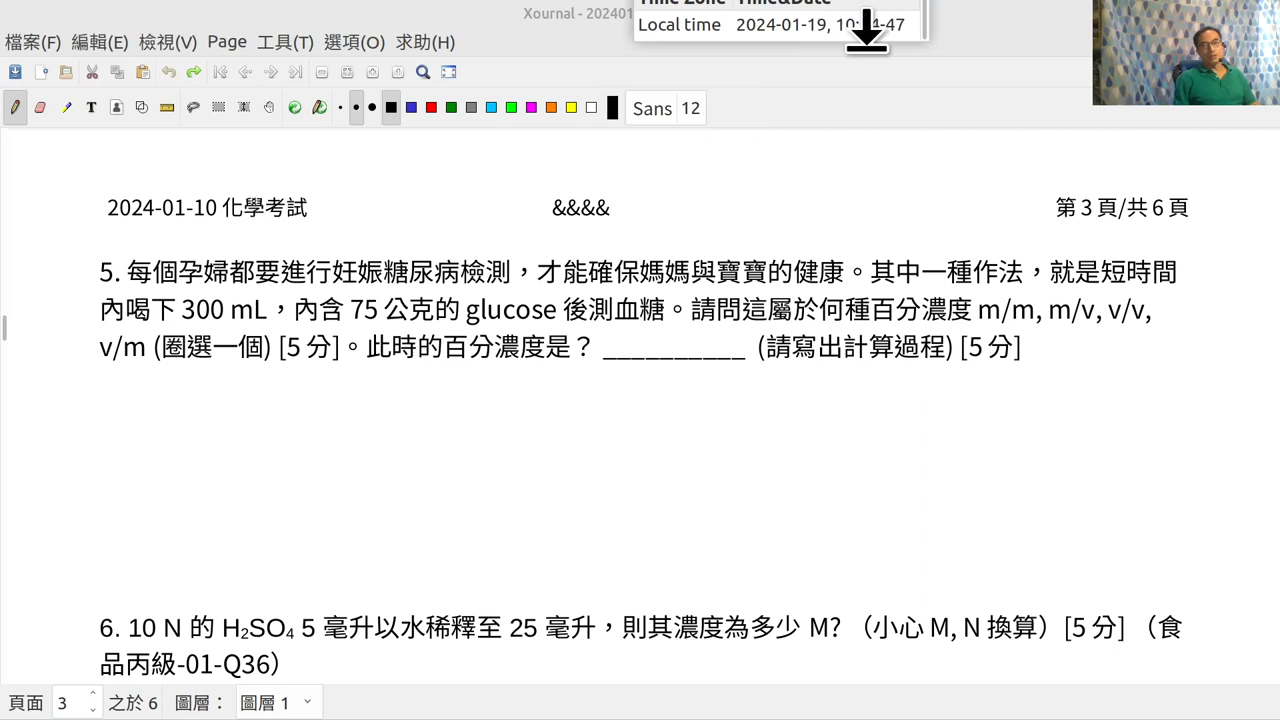 Xournal - 202401
Time Zone Time&Date
Local time 2024-01-19, 10: 4-47
檔案(F) 編輯(E) 檢視(V) Page 工具(T) 選項(O) 求助(H)
T
Sans 12
2024-01-10 化學考試 &&&& 第 3 頁/共 6 頁
5. 每個孕婦都要進行妊娠糖尿病檢測，才能確保媽媽與寶寶的健康。其中一種作法，就是短時間
內喝下 300 mL，內含 75 公克的 glucose 後測血糖。請問這屬於何種百分濃度 m/m, m/v, v/v,
v/m (圈選一個) [5 分]。此時的百分濃度是？ __________ (請寫出計算過程) [5 分]
6. 10 N 的 H₂SO₄ 5 毫升以水稀釋至 25 毫升，則其濃度為多少 M? （小心 M, N 換算）[5 分] （食
品丙級-01-Q36）
頁面 3 之於 6 圖層： 圖層 1